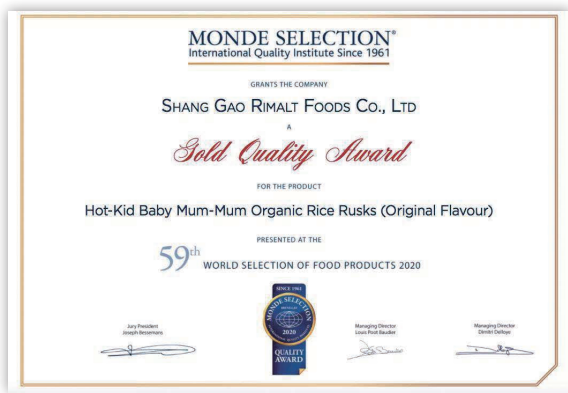 MONDE SELECTION®
International Quality Institute Since 1961
GRANTS THE COMPANY
SHANG GAO RIMALT FOODS CO., LTD
A
Gold Quality Award
FOR THE PRODUCT
Hot-Kid Baby Mum-Mum Organic Rice Rusks (Original Flavour)
PRESENTED AT THE
59th WORLD SELECTION OF FOOD PRODUCTS 2020
SINCE 1961
MONDE SELECTION
2020
QUALITY
AWARD
Jury President
Joseph Bessemans
Managing Director
Louis Post Baudier
Managing Director
Dimitri Delloye